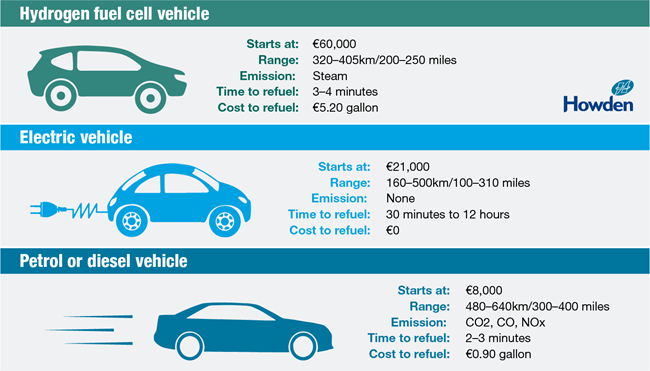 Hydrogen fuel cell vehicle
Starts at: €60,000
Range: 320–405km/200–250 miles
Emission: Steam
Time to refuel: 3–4 minutes
Cost to refuel: €5.20 gallon
Howden
Electric vehicle
Starts at: €21,000
Range: 160–500km/100–310 miles
Emission: None
Time to refuel: 30 minutes to 12 hours
Cost to refuel: €0
Petrol or diesel vehicle
Starts at: €8,000
Range: 480–640km/300–400 miles
Emission: CO2, CO, NOx
Time to refuel: 2–3 minutes
Cost to refuel: €0.90 gallon